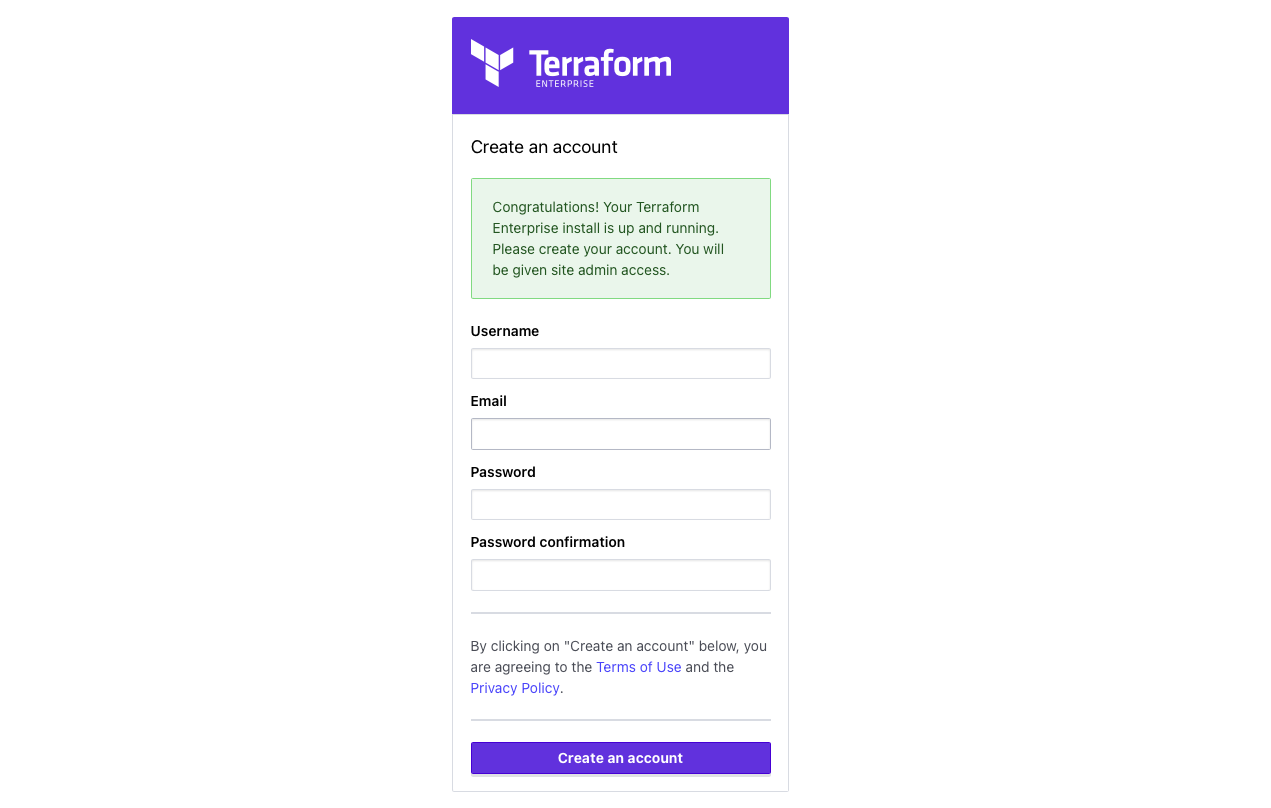 Terraform
ENTERPRISE
Create an account
Congratulations! Your Terraform
Enterprise install is up and running.
Please create your account. You will
be given site admin access.
Username
Email
Password
Password confirmation
By clicking on "Create an account" below, you
are agreeing to the Terms of Use and the
Privacy Policy.
Create an account